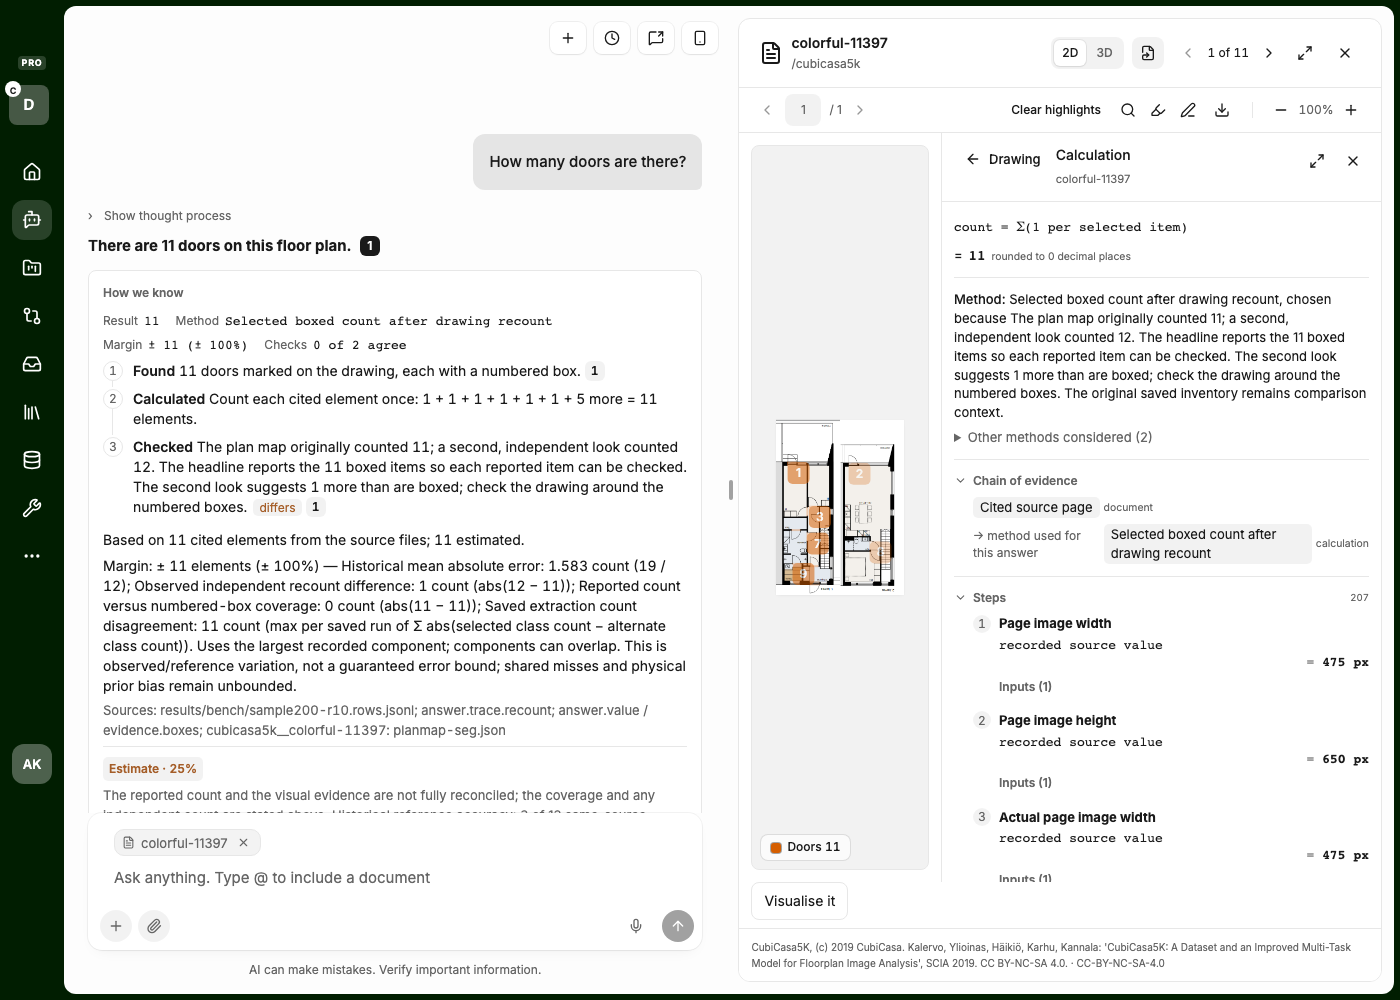 PRO
C
D
AK
How many doors are there?
Show thought process
There are 11 doors on this floor plan. 1
How we know
Result 11 Method Selected boxed count after drawing recount
Margin ± 11 (± 100%) Checks 0 of 2 agree
1 Found 11 doors marked on the drawing, each with a numbered box. 1
2 Calculated Count each cited element once: 1 + 1 + 1 + 1 + 1 + 1 + 5 more = 11
elements.
3 Checked The plan map originally counted 11; a second, independent look counted
12. The headline reports the 11 boxed items so each reported item can be checked.
The second look suggests 1 more than are boxed; check the drawing around the
numbered boxes. differs 1
Based on 11 cited elements from the source files; 11 estimated.
Margin: ± 11 elements (± 100%) — Historical mean absolute error: 1.583 count (19 /
12); Observed independent recount difference: 1 count (abs(12 − 11)); Reported count
versus numbered-box coverage: 0 count (abs(11 − 11)); Saved extraction count
disagreement: 11 count (max per saved run of Σ abs(selected class count − alternate
class count)). Uses the largest recorded component; components can overlap. This is
observed/reference variation, not a guaranteed error bound; shared misses and physical
prior bias remain unbounded.
Sources: results/bench/sample200-r10.rows.jsonl; answer.trace.recount; answer.value /
evidence.boxes; cubicasa5k__colorful-11397: planmap-seg.json
Estimate · 25%
The reported count and the visual evidence are not fully reconciled; the coverage and any
colorful-11397
Ask anything. Type @ to include a document
AI can make mistakes. Verify important information.
colorful-11397
/cubicasa5k
2D 3D
1 of 11
1 / 1
Clear highlights
100%
1
2
3
7
9
Doors 11
Visualise it
Drawing
Calculation
colorful-11397
count = Σ(1 per selected item)
= 11 rounded to 0 decimal places
Method: Selected boxed count after drawing recount, chosen
because The plan map originally counted 11; a second,
independent look counted 12. The headline reports the 11 boxed
items so each reported item can be checked. The second look
suggests 1 more than are boxed; check the drawing around the
numbered boxes. The original saved inventory remains comparison
context.
Other methods considered (2)
Chain of evidence
Cited source page document
→ method used for
this answer
Selected boxed count after
drawing recount
calculation
Steps 207
1 Page image width
recorded source value
= 475 px
Inputs (1)
2 Page image height
recorded source value
= 650 px
Inputs (1)
3 Actual page image width
recorded source value
= 475 px
Inputs (1)
CubiCasa5K, (c) 2019 CubiCasa. Kalervo, Ylioinas, Häikiö, Karhu, Kannala: 'CubiCasa5K: A Dataset and an Improved Multi-Task
Model for Floorplan Image Analysis', SCIA 2019. CC BY-NC-SA 4.0. · CC-BY-NC-SA-4.0